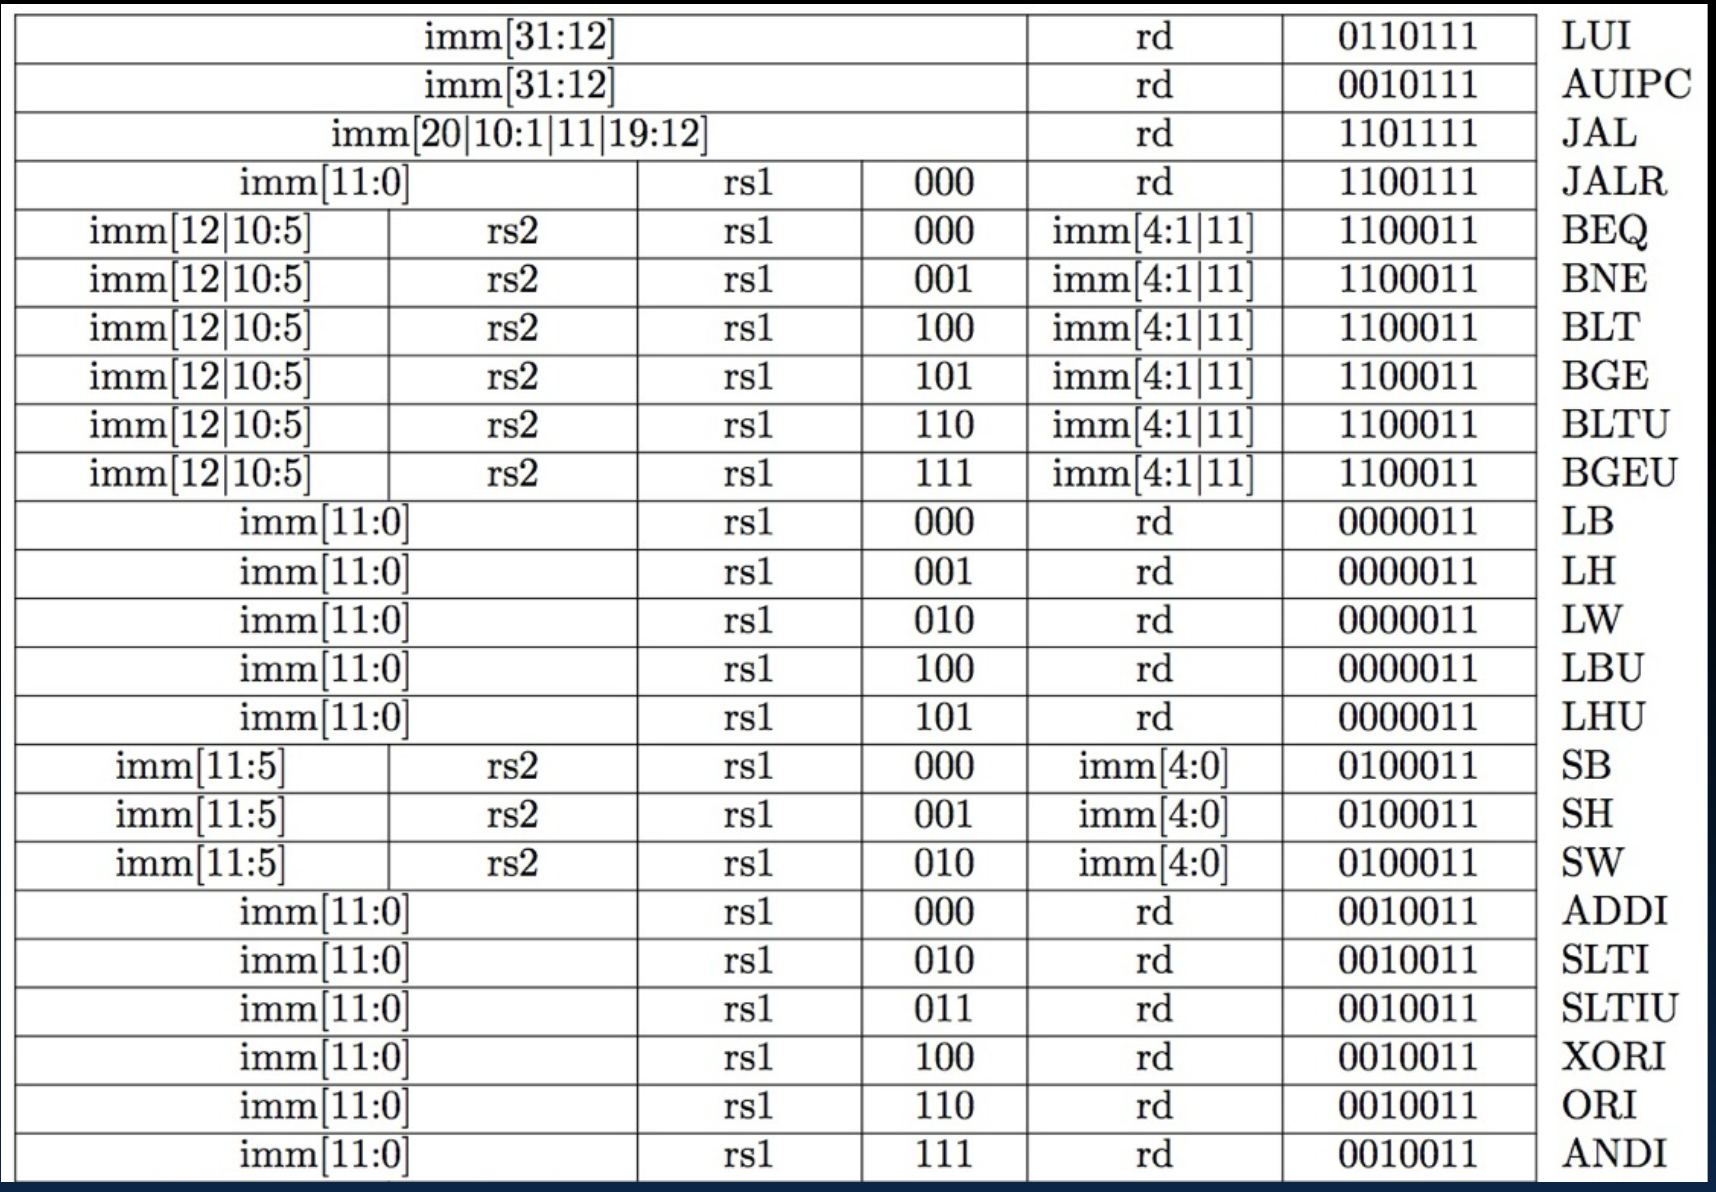 imm[31:12] rd 0110111 LUI
imm[31:12] rd 0010111 AUIPC
imm[20|10:1|11|19:12] rd 1101111 JAL
imm[11:0] rs1 000 rd 1100111 JALR
imm[12|10:5] rs2 rs1 000 imm[4:1|11] 1100011 BEQ
imm[12|10:5] rs2 rs1 001 imm[4:1|11] 1100011 BNE
imm[12|10:5] rs2 rs1 100 imm[4:1|11] 1100011 BLT
imm[12|10:5] rs2 rs1 101 imm[4:1|11] 1100011 BGE
imm[12|10:5] rs2 rs1 110 imm[4:1|11] 1100011 BLTU
imm[12|10:5] rs2 rs1 111 imm[4:1|11] 1100011 BGEU
imm[11:0] rs1 000 rd 0000011 LB
imm[11:0] rs1 001 rd 0000011 LH
imm[11:0] rs1 010 rd 0000011 LW
imm[11:0] rs1 100 rd 0000011 LBU
imm[11:0] rs1 101 rd 0000011 LHU
imm[11:5] rs2 rs1 000 imm[4:0] 0100011 SB
imm[11:5] rs2 rs1 001 imm[4:0] 0100011 SH
imm[11:5] rs2 rs1 010 imm[4:0] 0100011 SW
imm[11:0] rs1 000 rd 0010011 ADDI
imm[11:0] rs1 010 rd 0010011 SLTI
imm[11:0] rs1 011 rd 0010011 SLTIU
imm[11:0] rs1 100 rd 0010011 XORI
imm[11:0] rs1 110 rd 0010011 ORI
imm[11:0] rs1 111 rd 0010011 ANDI